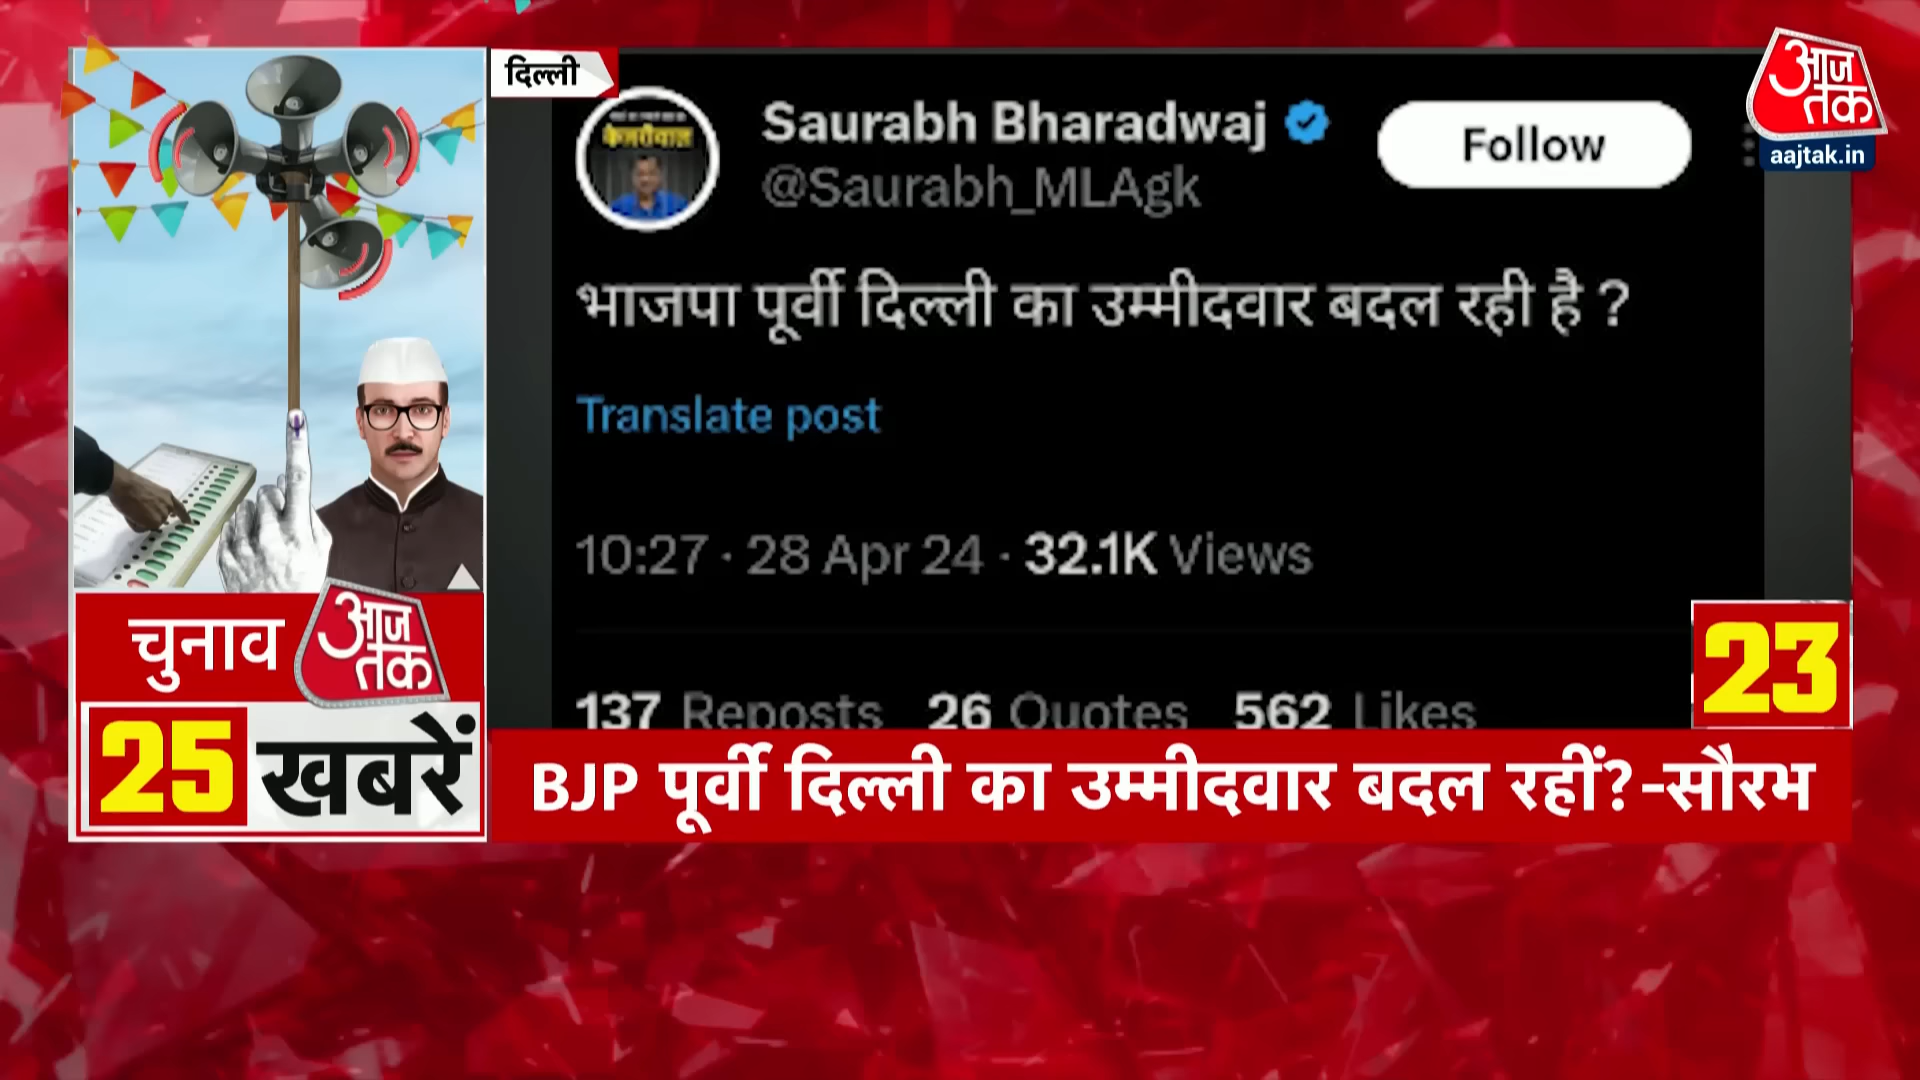 दिल्ली
केजरीवाल
Saurabh Bharadwaj
@Saurabh_MLAgk
Follow
आज
तक
aajtak.in
भाजपा पूर्वी दिल्ली का उम्मीदवार बदल रही है ?
Translate post
10:27 · 28 Apr 24 · 32.1K Views
137 Reposts 26 Quotes 562 Likes
23
चुनाव
आज
तक
25 खबरें
BJP पूर्वी दिल्ली का उम्मीदवार बदल रहीं?-सौरभ